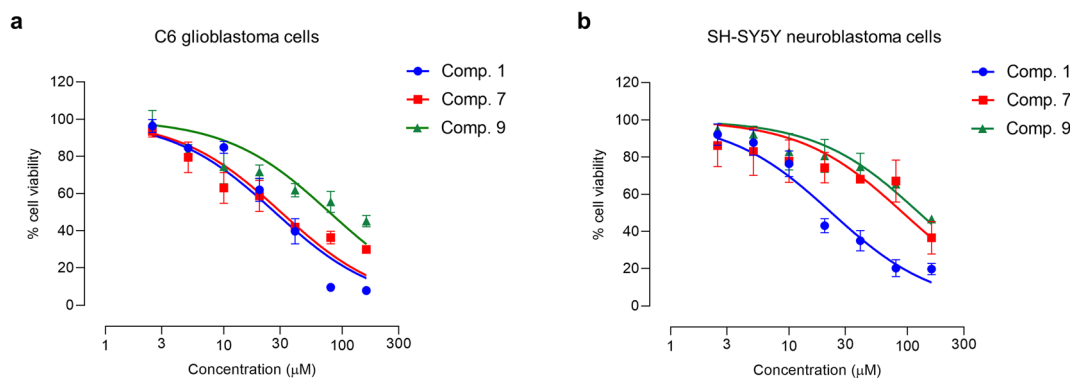 a
C6 glioblastoma cells
Comp. 1
Comp. 7
Comp. 9
% cell viability
120
100
80
60
40
20
0
1
3
10
30
100
300
Concentration (μM)
b
SH-SY5Y neuroblastoma cells
Comp. 1
Comp. 7
Comp. 9
% cell viability
120
100
80
60
40
20
0
1
3
10
30
100
300
Concentration (μM)